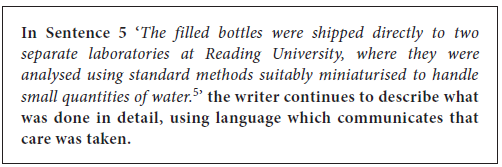 In Sentence 5 ‘The filled bottles were shipped directly to two
separate laboratories at Reading University, where they were
analysed using standard methods suitably miniaturised to handle
small quantities of water.5’ the writer continues to describe what
was done in detail, using language which communicates that
care was taken.